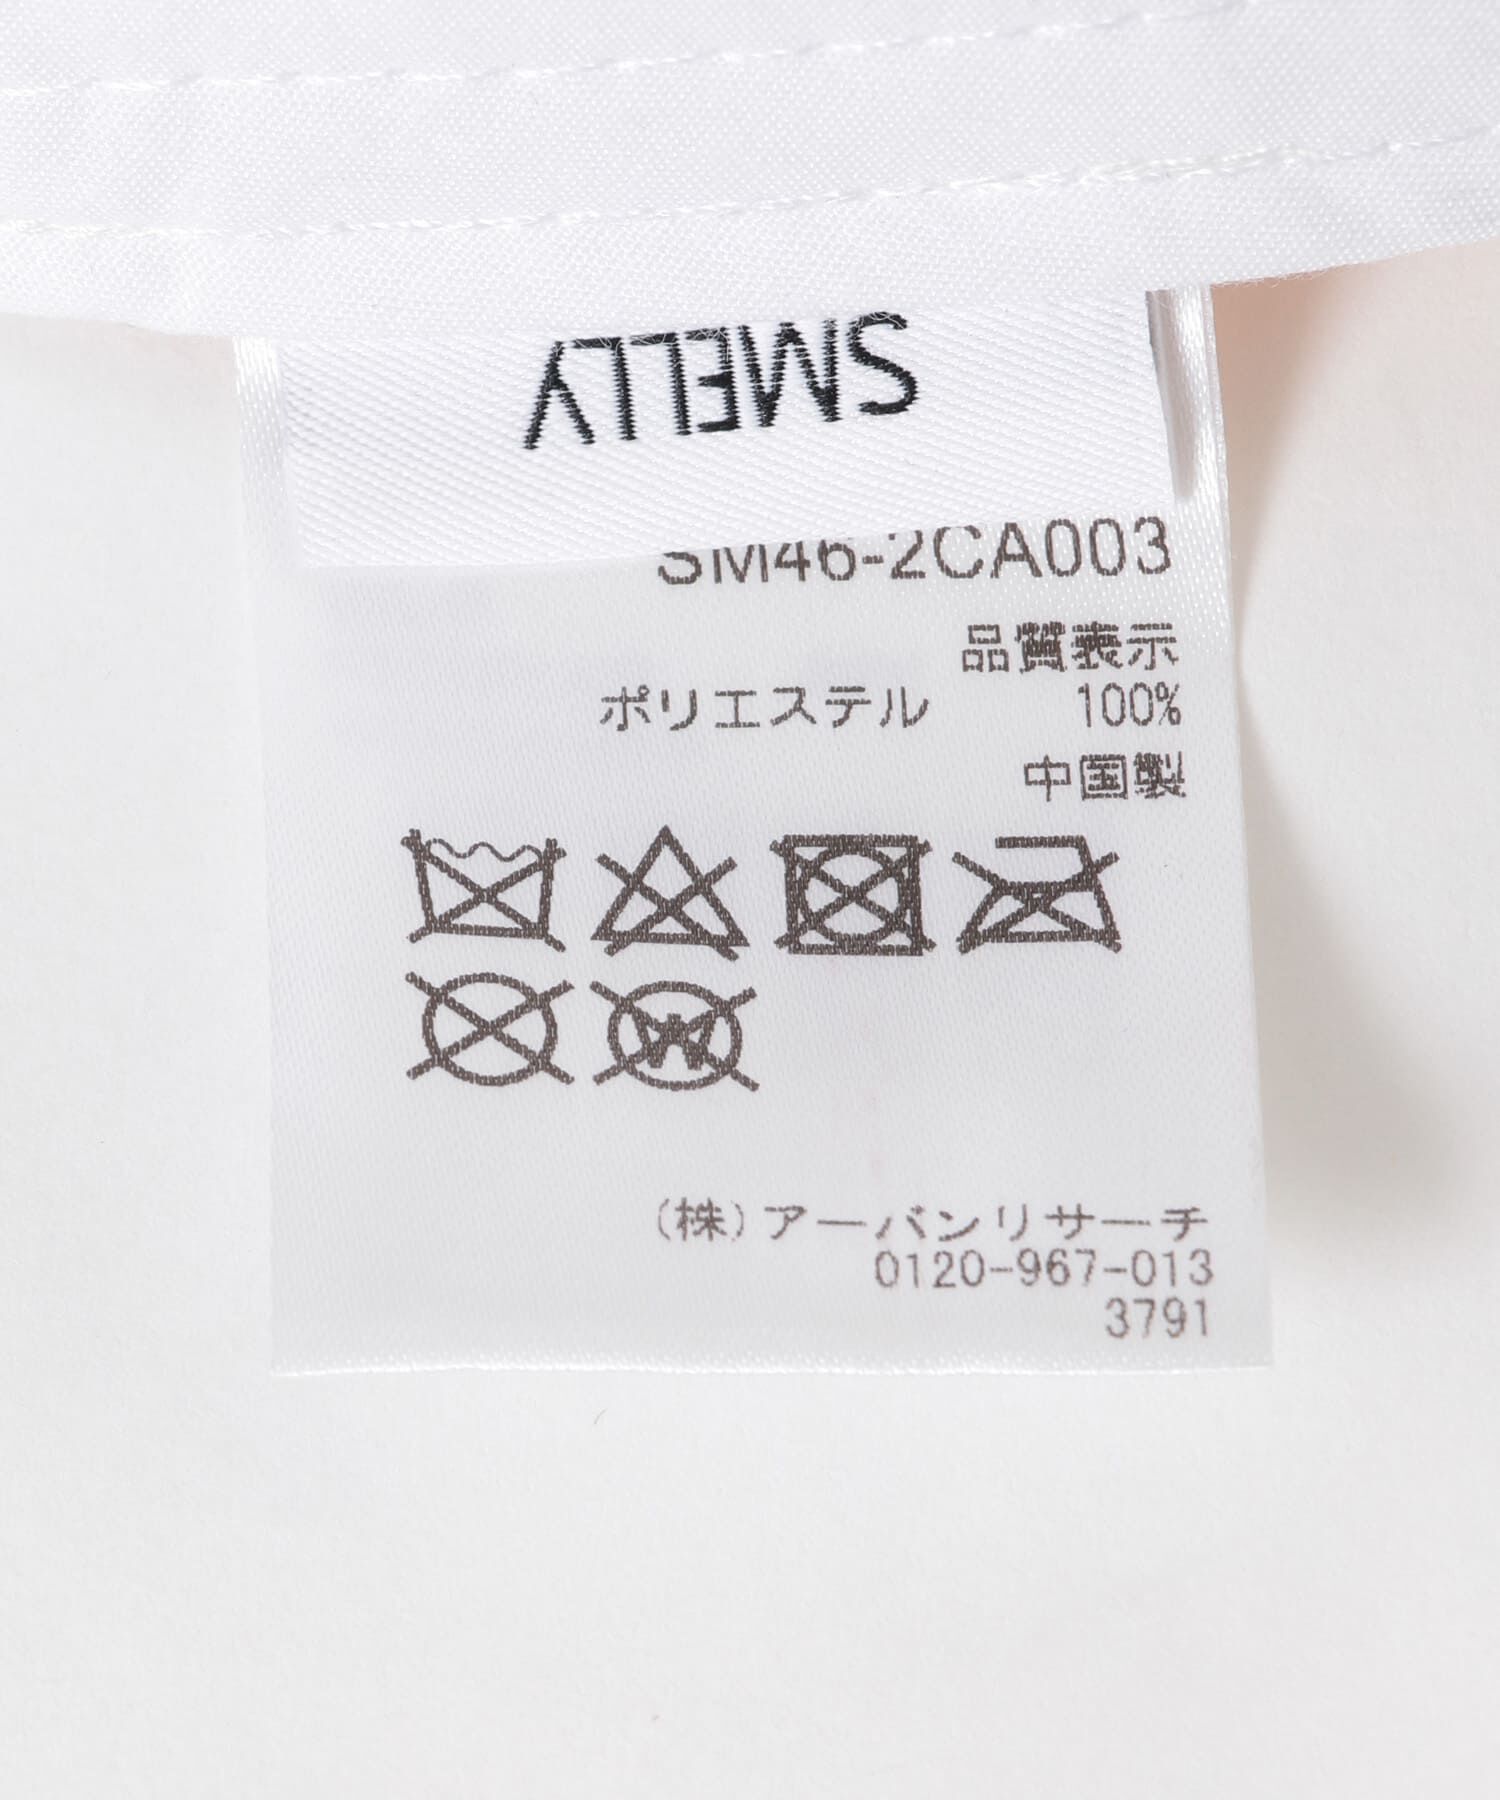 SMELLY
SM46-2CA003
品質表示
ポリエステル 100%
中国製
W
(株)アーバンリサーチ
0120-967-013
3791